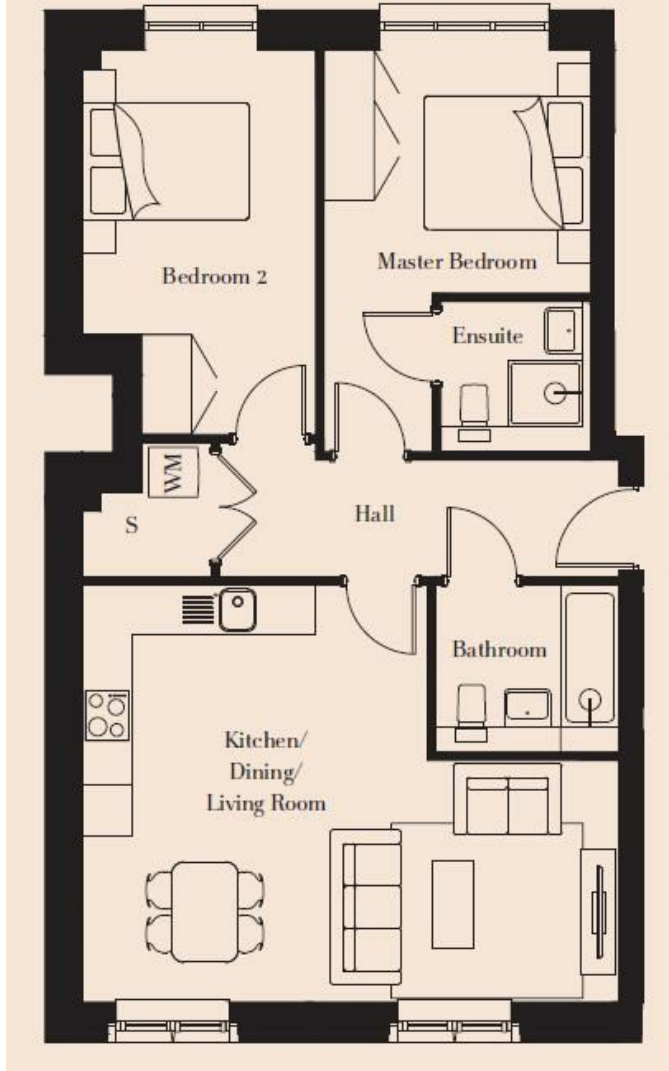 Bedroom 2
Master Bedroom
Ensuite
WM
S
Hall
Bathroom
Kitchen/
Dining/
Living Room